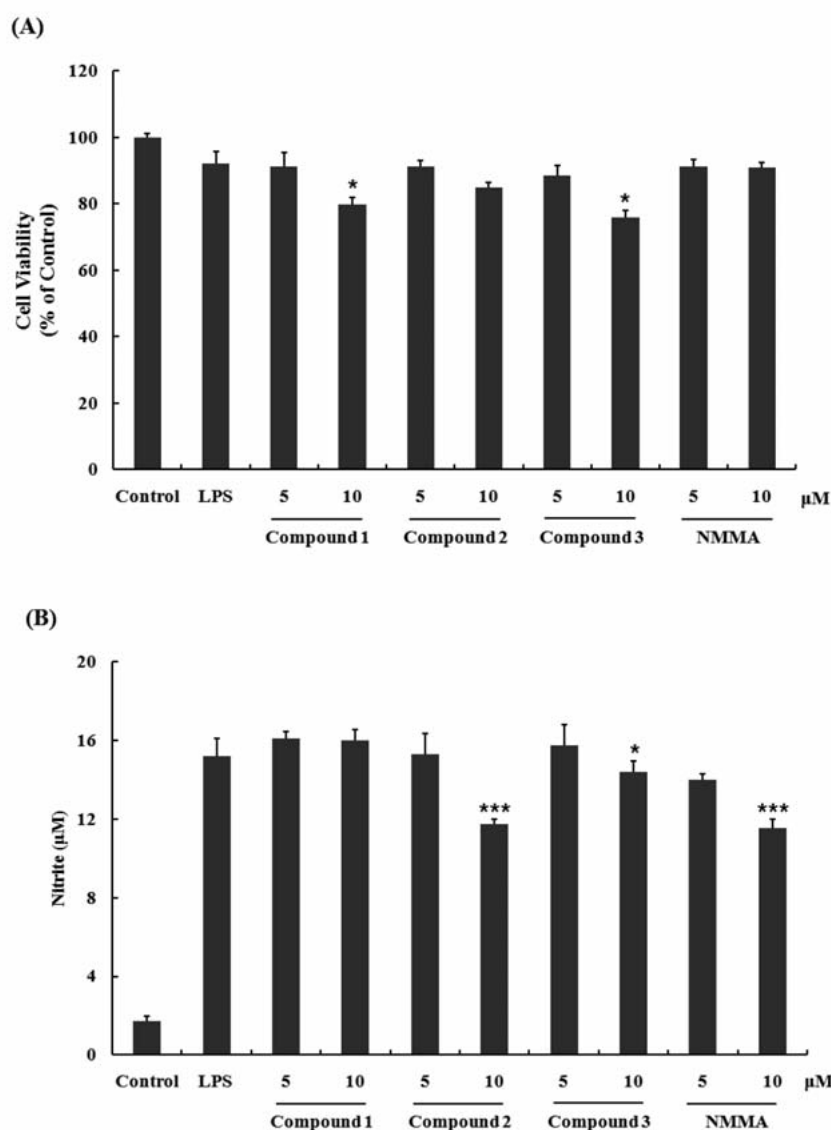 (A)
120
100
80
60
40
20
0
Cell Viability
(% of Control)
* *
Control LPS 5 10 5 10 5 10 5 10 μM
Compound 1 Compound 2 Compound 3 NMMA
(B)
20
16
12
8
4
0
Nitrite (μM)
*** * ***
Control LPS 5 10 5 10 5 10 5 10 μM
Compound 1 Compound 2 Compound 3 NMMA